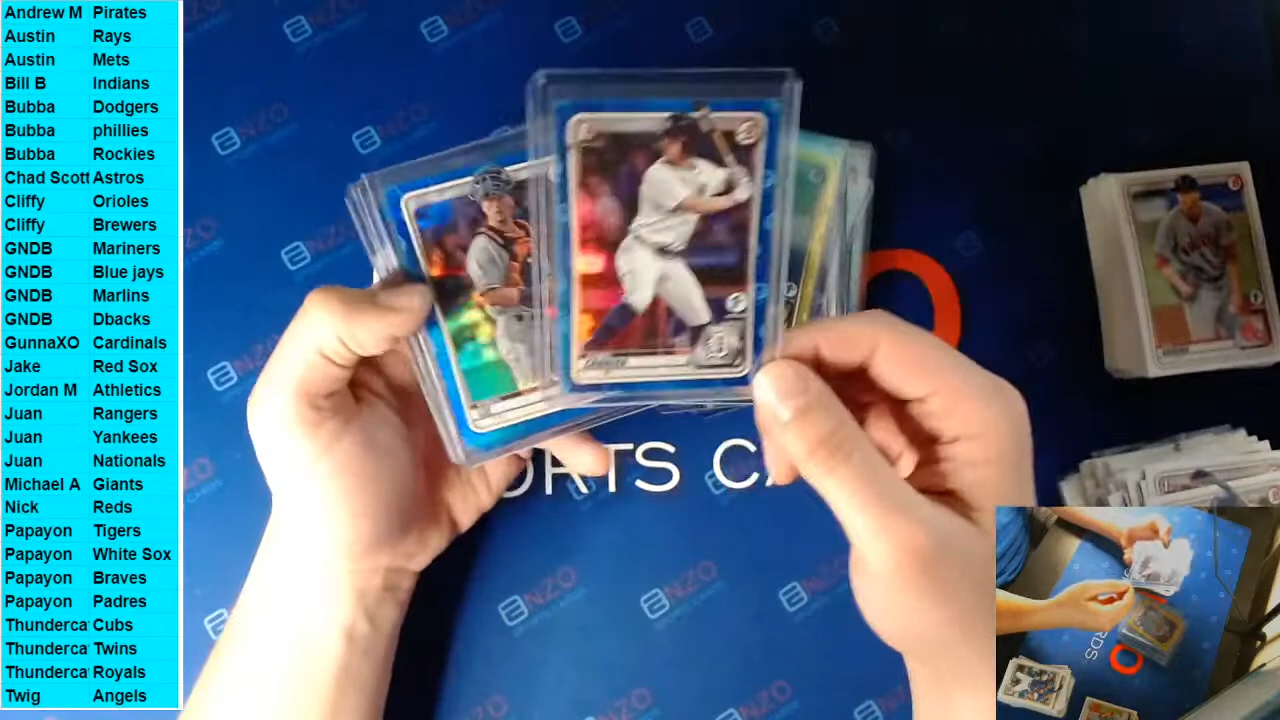 Andrew M Pirates
Austin Rays
Austin Mets
Bill B Indians
Bubba Dodgers
Bubba phillies
Bubba Rockies
Chad Scott Astros
Cliffy Orioles
Cliffy Brewers
GNDB Mariners
GNDB Blue jays
GNDB Marlins
GNDB Dbacks
GunnaXO Cardinals
Jake Red Sox
Jordan M Athletics
Juan Rangers
Juan Yankees
Juan Nationals
Michael A Giants
Nick Reds
Papayon Tigers
Papayon White Sox
Papayon Braves
Papayon Padres
Thunderca Cubs
Thunderca Twins
Thunderca Royals
Twig Angels
ORTS CA
NZO
NZO
NZO